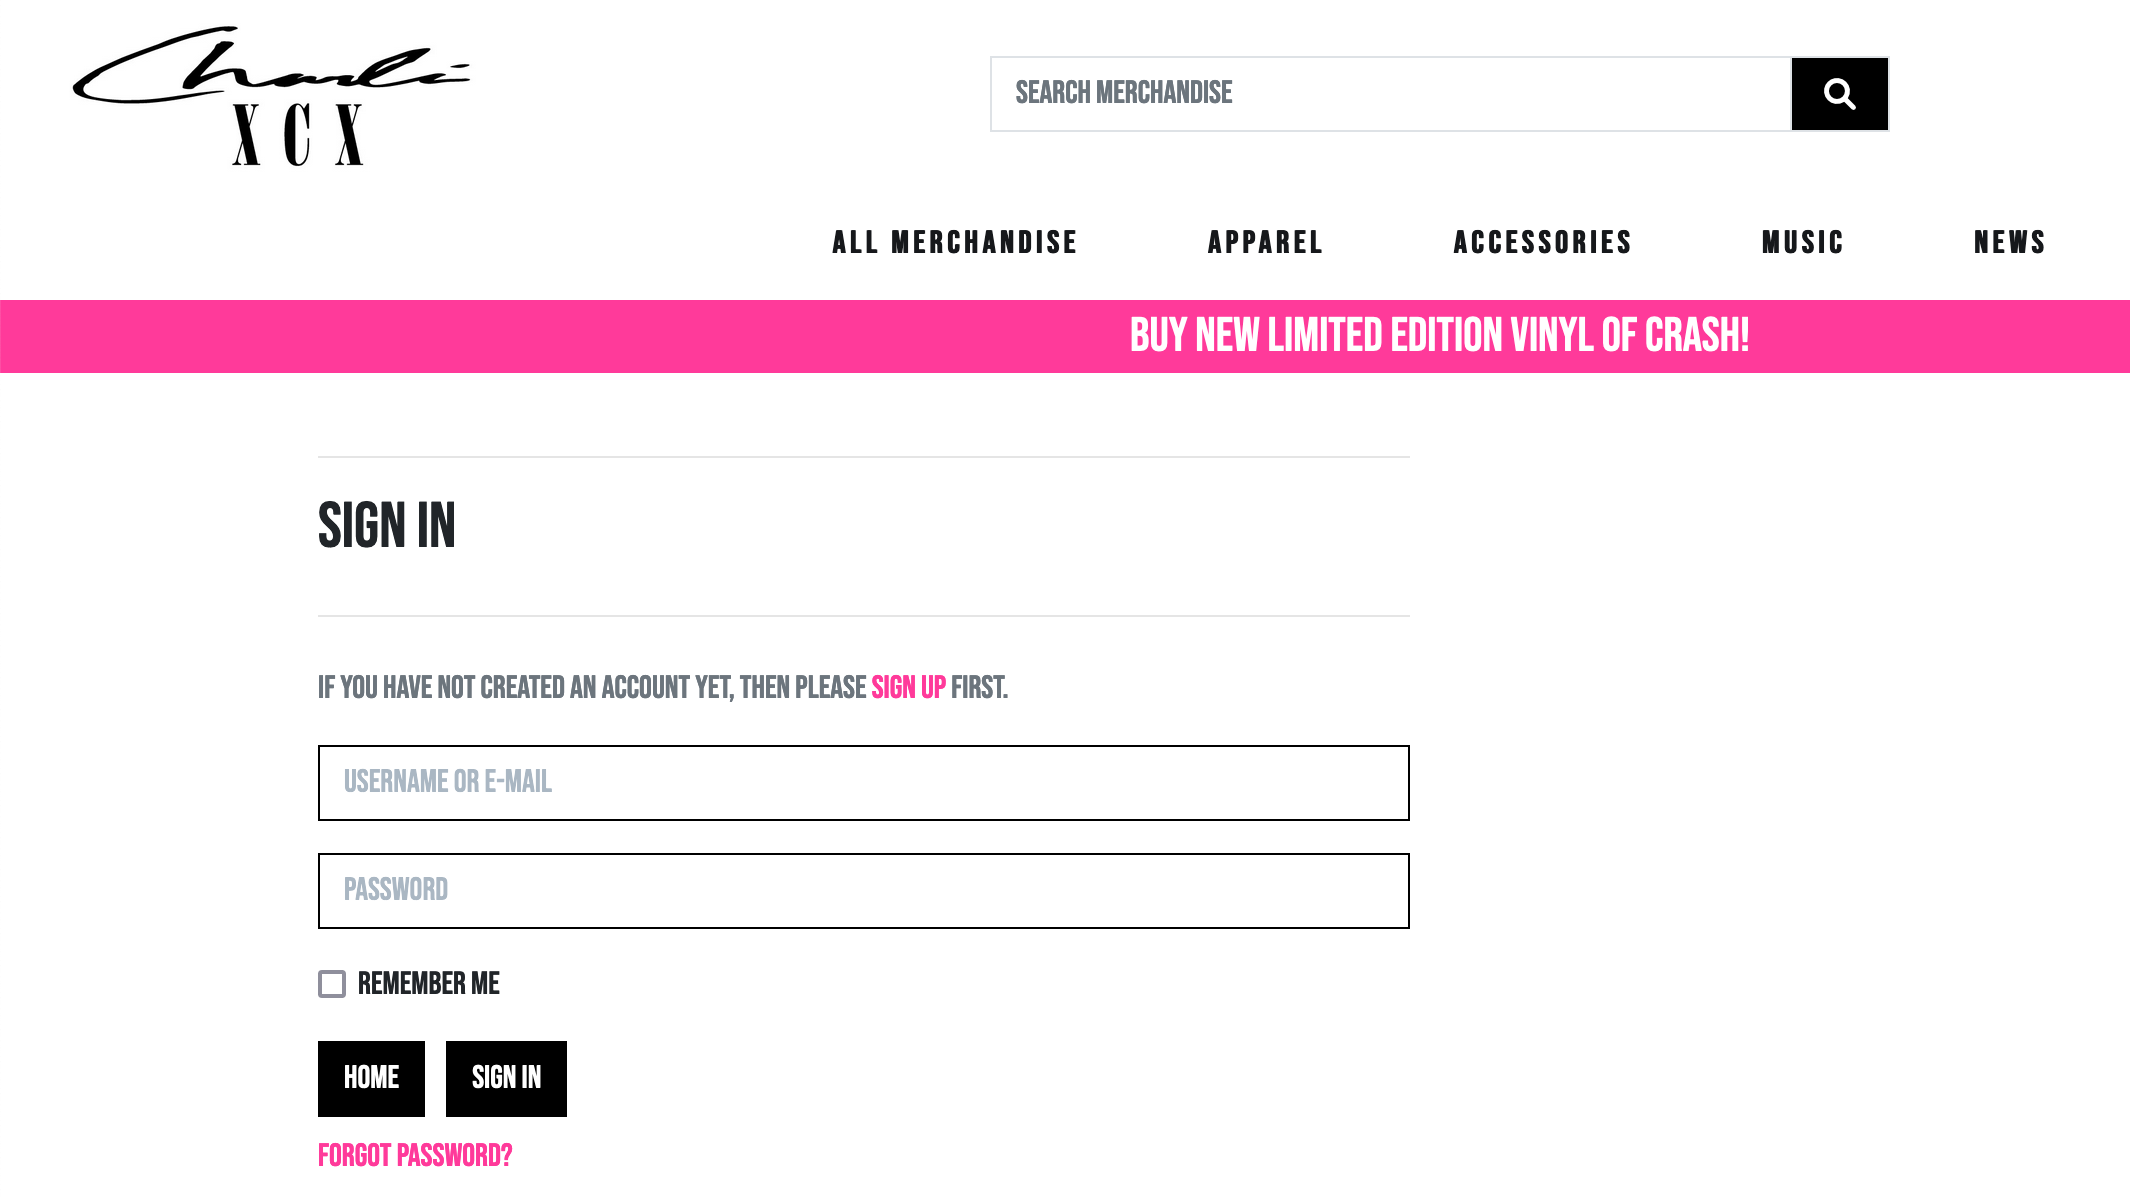 Charli
XCX
SEARCH MERCHANDISE
ALL MERCHANDISE APPAREL ACCESSORIES MUSIC NEWS
BUY NEW LIMITED EDITION VINYL OF CRASH!
SIGN IN
IF YOU HAVE NOT CREATED AN ACCOUNT YET, THEN PLEASE SIGN UP FIRST.
USERNAME OR E-MAIL
PASSWORD
REMEMBER ME
HOME SIGN IN
FORGOT PASSWORD?